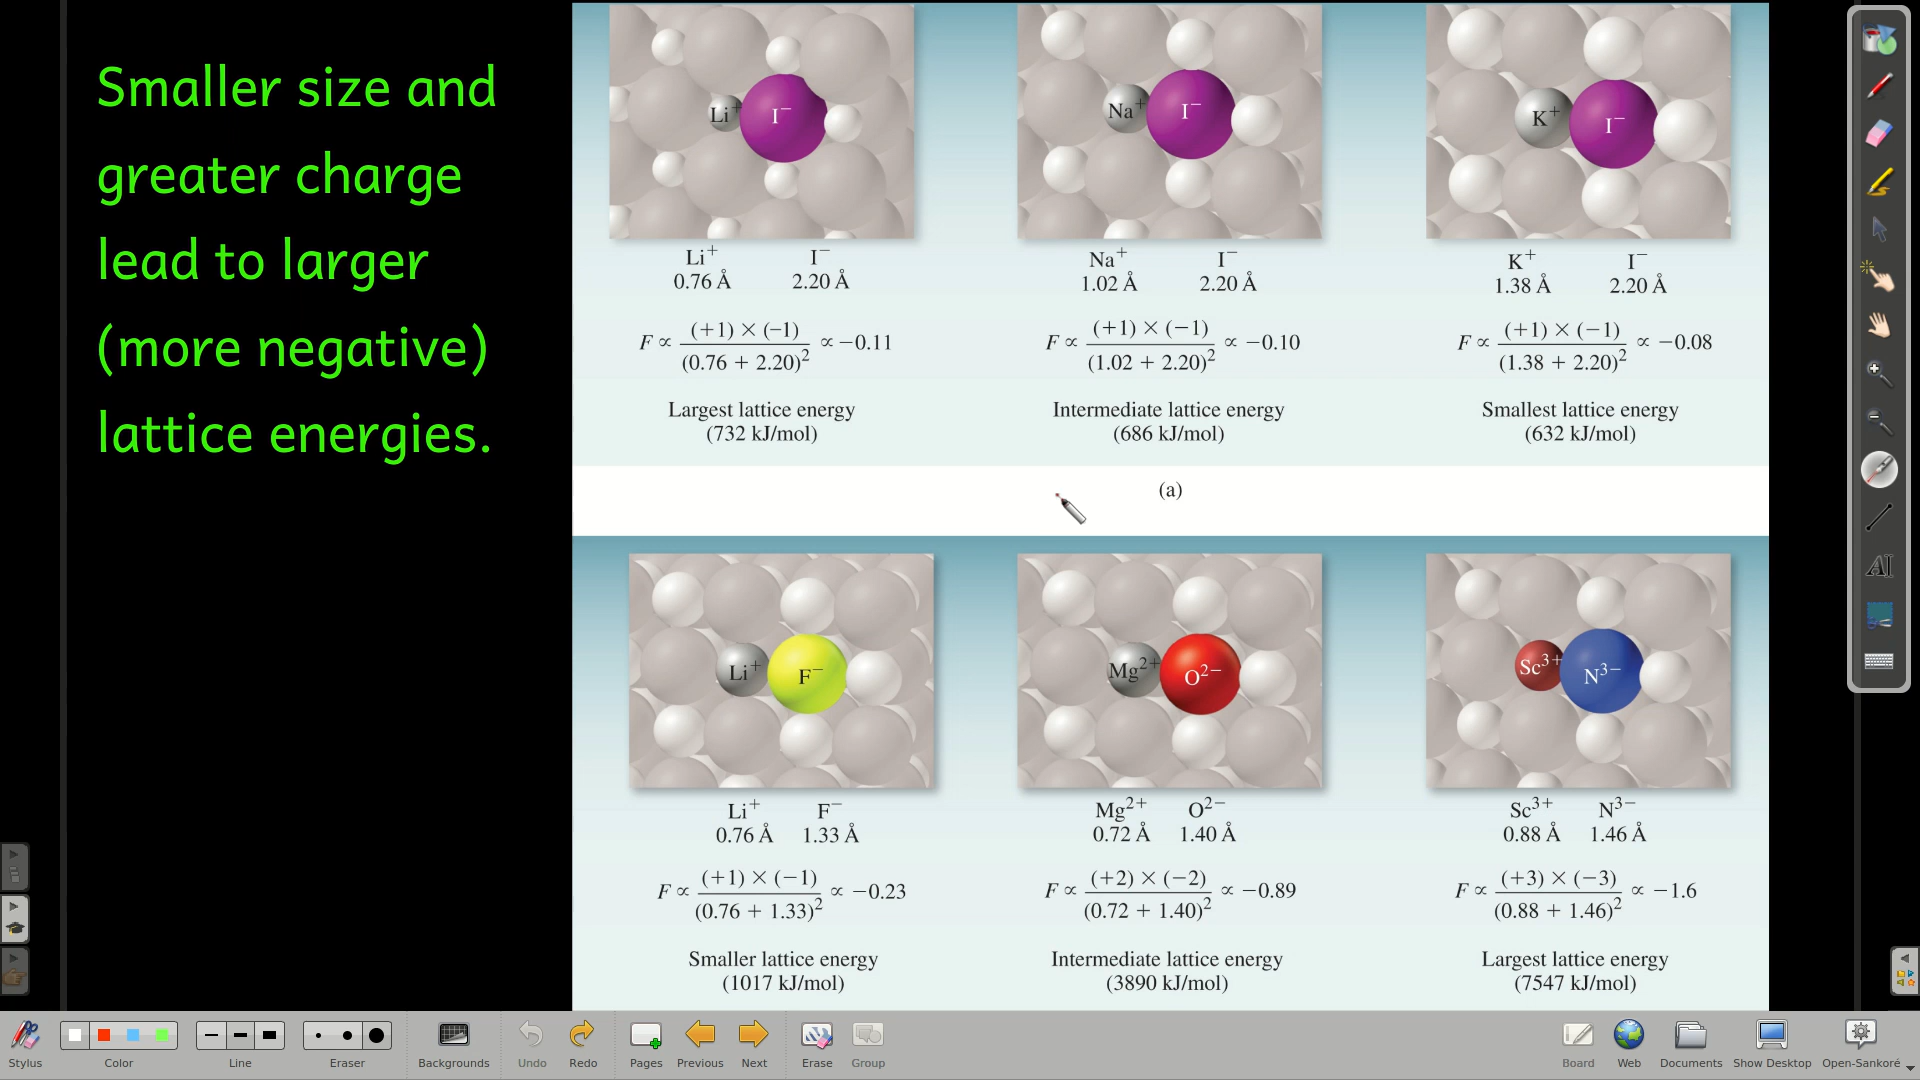 Smaller size and
greater charge
lead to larger
(more negative)
lattice energies.
Li⁺ I⁻
Na⁺ I⁻
K⁺ I⁻
Li⁺ I⁻
0.76 Å 2.20 Å
Na⁺ I⁻
1.02 Å 2.20 Å
K⁺ I⁻
1.38 Å 2.20 Å
F ∝ (+1) × (−1) / (0.76 + 2.20)² ∝ −0.11
F ∝ (+1) × (−1) / (1.02 + 2.20)² ∝ −0.10
F ∝ (+1) × (−1) / (1.38 + 2.20)² ∝ −0.08
Largest lattice energy
(732 kJ/mol)
Intermediate lattice energy
(686 kJ/mol)
Smallest lattice energy
(632 kJ/mol)
(a)
Li⁺ F⁻
Mg²⁺ O²⁻
Sc³⁺ N³⁻
Li⁺ F⁻
0.76 Å 1.33 Å
Mg²⁺ O²⁻
0.72 Å 1.40 Å
Sc³⁺ N³⁻
0.88 Å 1.46 Å
F ∝ (+1) × (−1) / (0.76 + 1.33)² ∝ −0.23
F ∝ (+2) × (−2) / (0.72 + 1.40)² ∝ −0.89
F ∝ (+3) × (−3) / (0.88 + 1.46)² ∝ −1.6
Smaller lattice energy
(1017 kJ/mol)
Intermediate lattice energy
(3890 kJ/mol)
Largest lattice energy
(7547 kJ/mol)
AI
Stylus Color Line Eraser Backgrounds Undo Redo Pages Previous Next Erase Group Board Web Documents Show Desktop Open-Sankoré